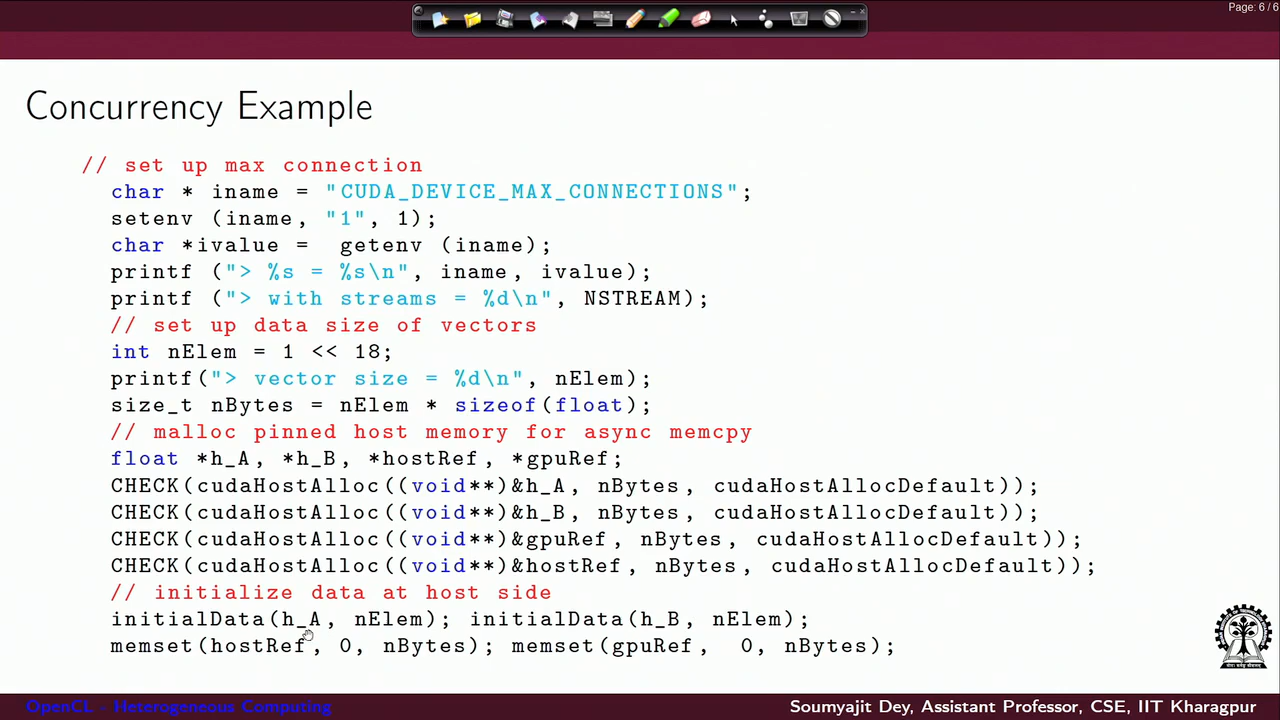 Page: 6 / 6
Concurrency Example
// set up max connection
char * iname = "CUDA_DEVICE_MAX_CONNECTIONS";
setenv (iname, "1", 1);
char *ivalue = getenv (iname);
printf ("> %s = %s\n", iname, ivalue);
printf ("> with streams = %d\n", NSTREAM);
// set up data size of vectors
int nElem = 1 << 18;
printf("> vector size = %d\n", nElem);
size_t nBytes = nElem * sizeof(float);
// malloc pinned host memory for async memcpy
float *h_A, *h_B, *hostRef, *gpuRef;
CHECK(cudaHostAlloc((void**)&h_A, nBytes, cudaHostAllocDefault));
CHECK(cudaHostAlloc((void**)&h_B, nBytes, cudaHostAllocDefault));
CHECK(cudaHostAlloc((void**)&gpuRef, nBytes, cudaHostAllocDefault));
CHECK(cudaHostAlloc((void**)&hostRef, nBytes, cudaHostAllocDefault));
// initialize data at host side
initialData(h_A, nElem); initialData(h_B, nElem);
memset(hostRef, 0, nBytes); memset(gpuRef, 0, nBytes);
OpenCL - Heterogeneous Computing
Soumyajit Dey, Assistant Professor, CSE, IIT Kharagpur